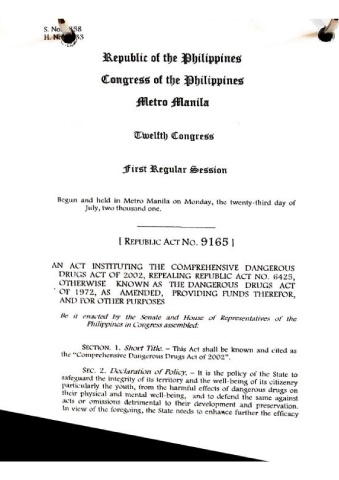 S. No. 1858
H. No. 4433
Republic of the Philippines
Congress of the Philippines
Metro Manila
Twelfth Congress
First Regular Session
Begun and held in Metro Manila on Monday, the twenty-third day of
July, two thousand one.
[ REPUBLIC ACT NO. 9165 ]
AN ACT INSTITUTING THE COMPREHENSIVE DANGEROUS
DRUGS ACT OF 2002, REPEALING REPUBLIC ACT NO. 6425,
OTHERWISE KNOWN AS THE DANGEROUS DRUGS ACT
OF 1972, AS AMENDED, PROVIDING FUNDS THEREFOR,
AND FOR OTHER PURPOSES
Be it enacted by the Senate and House of Representatives of the
Philippines in Congress assembled:
SECTION. 1. Short Title. – This Act shall be known and cited as
the "Comprehensive Dangerous Drugs Act of 2002".
SEC. 2. Declaration of Policy. – It is the policy of the State to
safeguard the integrity of its territory and the well-being of its citizenry
particularly the youth, from the harmful effects of dangerous drugs on
their physical and mental well-being, and to defend the same against
acts or omissions detrimental to their development and preservation.
In view of the foregoing, the State needs to enhance further the efficacy